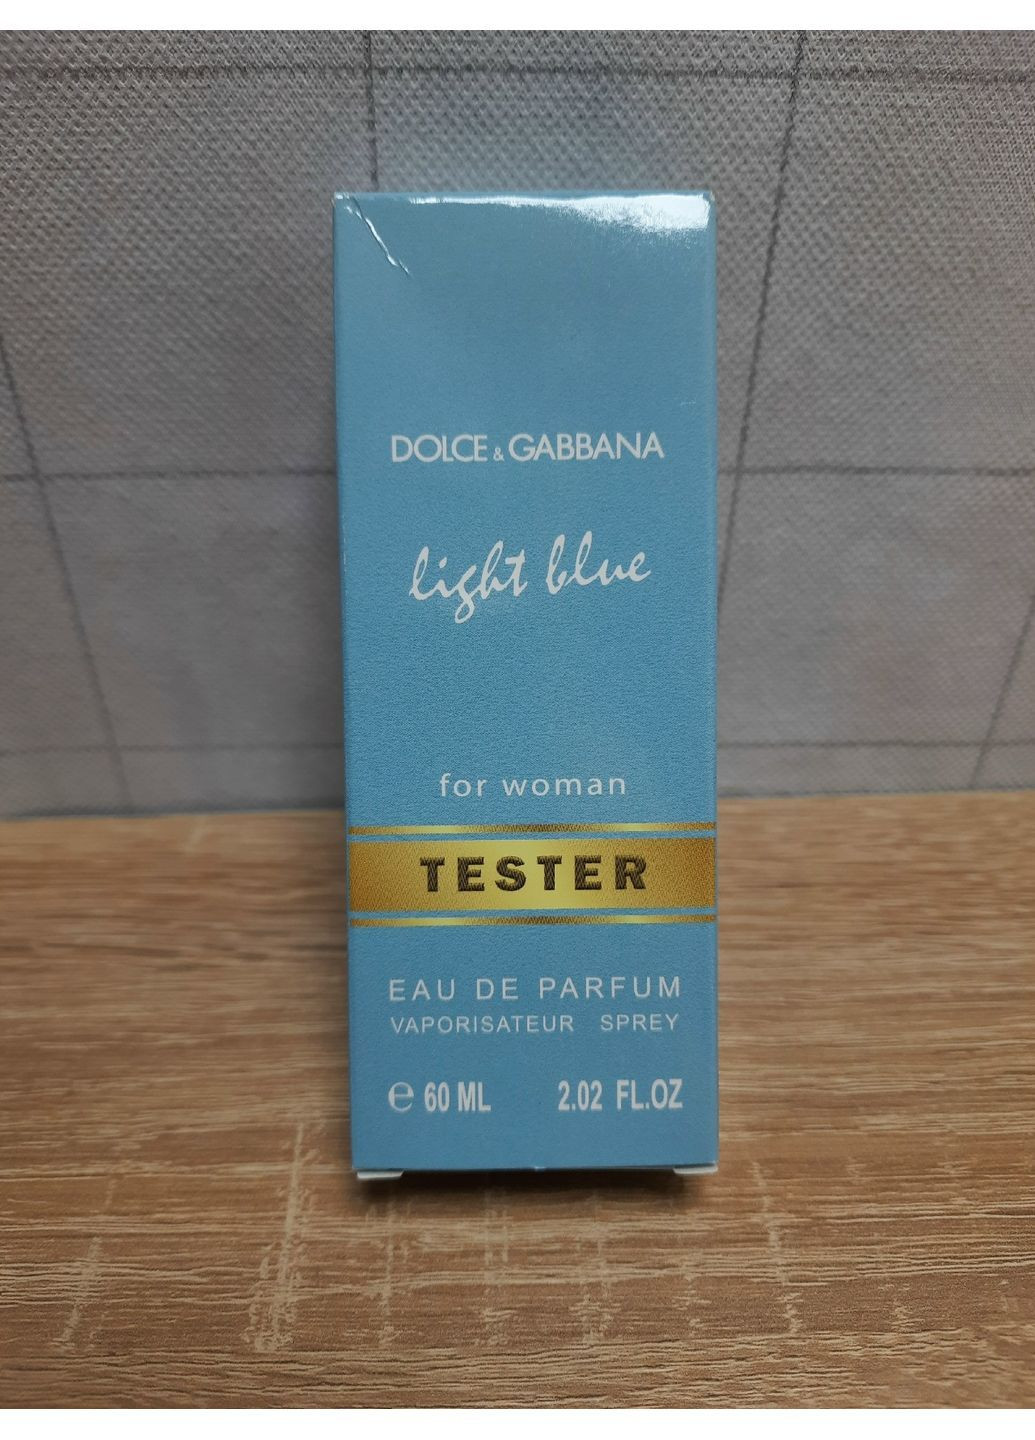 DOLCE & GABBANA
light blue
for woman
TESTER
EAU DE PARFUM
VAPORISATEUR SPREY
℮ 60 ML 2.02 FL.OZ